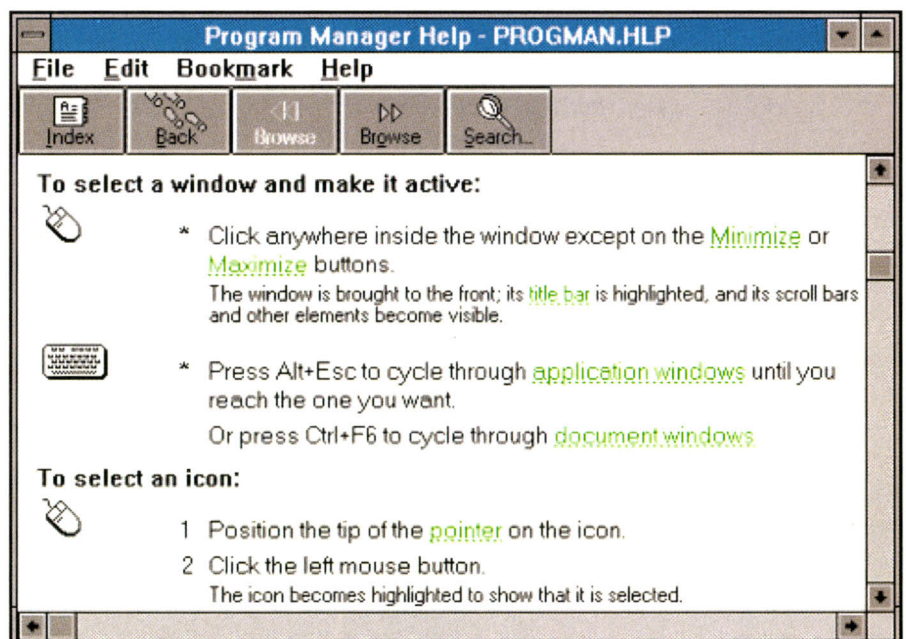 Program Manager Help - PROGMAN.HLP
File Edit Bookmark Help
Index Back Browse Browse Search...
To select a window and make it active:
* Click anywhere inside the window except on the Minimize or
Maximize buttons.
The window is brought to the front; its title bar is highlighted, and its scroll bars
and other elements become visible.
* Press Alt+Esc to cycle through application windows until you
reach the one you want.
Or press Ctrl+F6 to cycle through document windows
To select an icon:
1 Position the tip of the pointer on the icon.
2 Click the left mouse button.
The icon becomes highlighted to show that it is selected.